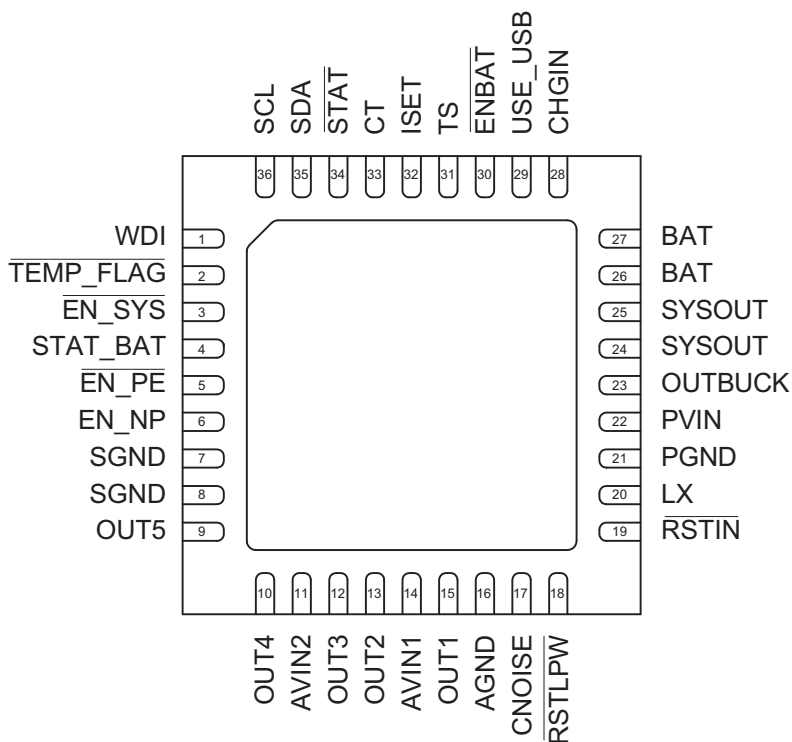 SCL
SDA
STAT
CT
ISET
TS
ENBAT
USE_USB
CHGIN
36
35
34
33
32
31
30
29
28
WDI 1
TEMP_FLAG 2
EN_SYS 3
STAT_BAT 4
EN_PE 5
EN_NP 6
SGND 7
SGND 8
OUT5 9
27 BAT
26 BAT
25 SYSOUT
24 SYSOUT
23 OUTBUCK
22 PVIN
21 PGND
20 LX
19 RSTIN
10
11
12
13
14
15
16
17
18
OUT4
AVIN2
OUT3
OUT2
AVIN1
OUT1
AGND
CNOISE
RSTLPW